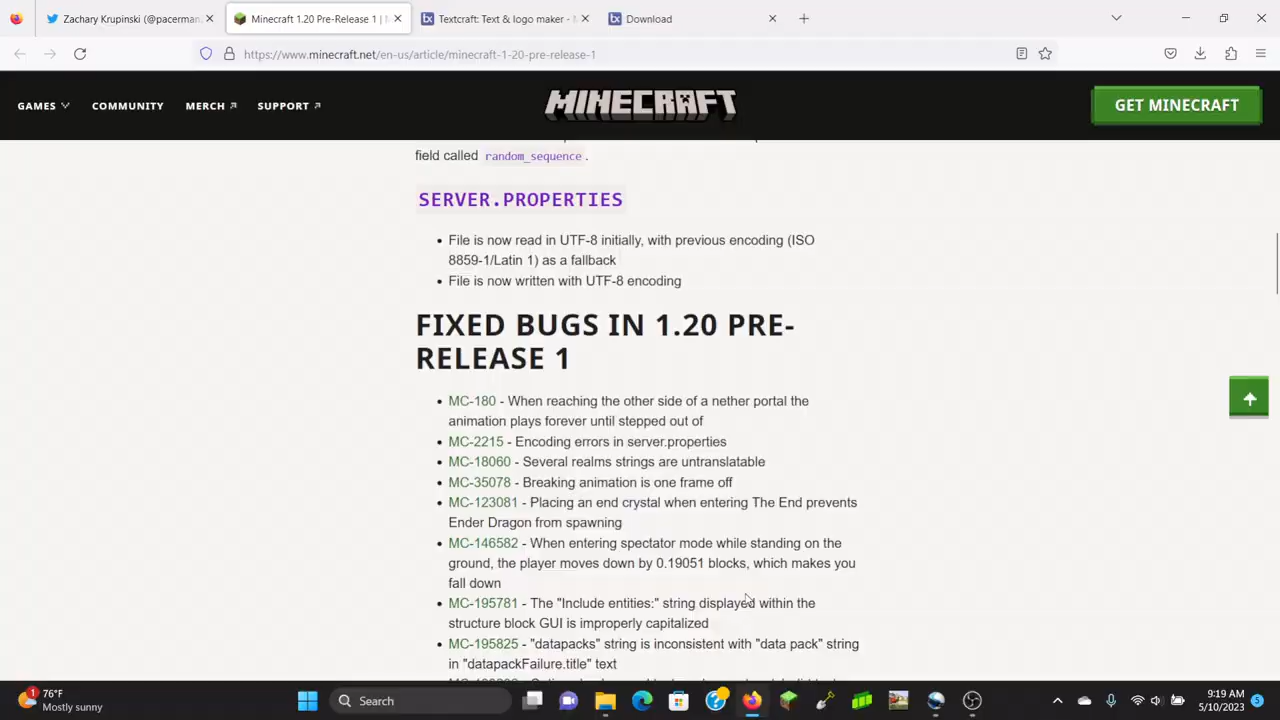 Zachary Krupinski (@pacerman
Minecraft 1.20 Pre-Release 1 | M
Textcraft: Text & logo maker - M
Download
https://www.minecraft.net/en-us/article/minecraft-1-20-pre-release-1
GAMES
COMMUNITY
MERCH
SUPPORT
MINECRAFT
GET MINECRAFT
field called random_sequence.
SERVER.PROPERTIES
• File is now read in UTF-8 initially, with previous encoding (ISO
8859-1/Latin 1) as a fallback
• File is now written with UTF-8 encoding
FIXED BUGS IN 1.20 PRE-
RELEASE 1
• MC-180 - When reaching the other side of a nether portal the
animation plays forever until stepped out of
• MC-2215 - Encoding errors in server.properties
• MC-18060 - Several realms strings are untranslatable
• MC-35078 - Breaking animation is one frame off
• MC-123081 - Placing an end crystal when entering The End prevents
Ender Dragon from spawning
• MC-146582 - When entering spectator mode while standing on the
ground, the player moves down by 0.19051 blocks, which makes you
fall down
• MC-195781 - The "Include entities:" string displayed within the
structure block GUI is improperly capitalized
• MC-195825 - "datapacks" string is inconsistent with "data pack" string
in "datapackFailure.title" text
1
76°F
Mostly sunny
Search
9:19 AM
5/10/2023
5